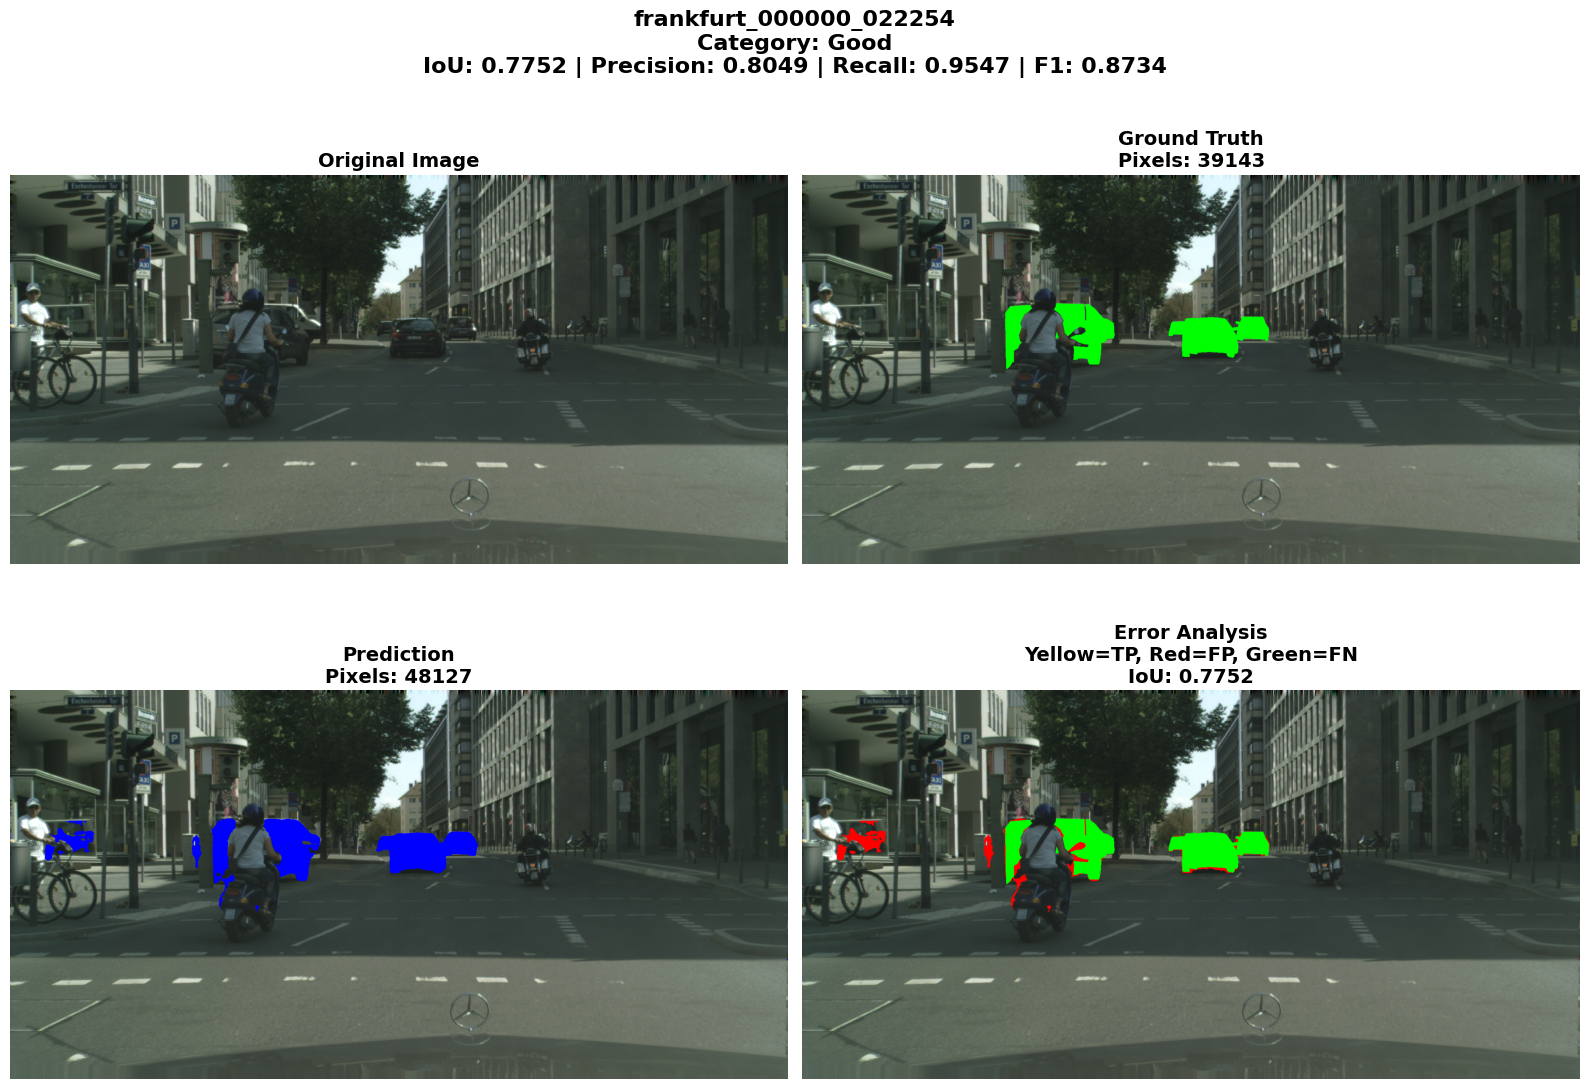 frankfurt_000000_022254
Category: Good
IoU: 0.7752 | Precision: 0.8049 | Recall: 0.9547 | F1: 0.8734
Original Image
Ground Truth
Pixels: 39143
P
P
Prediction
Pixels: 48127
Error Analysis
Yellow=TP, Red=FP, Green=FN
IoU: 0.7752
P
P